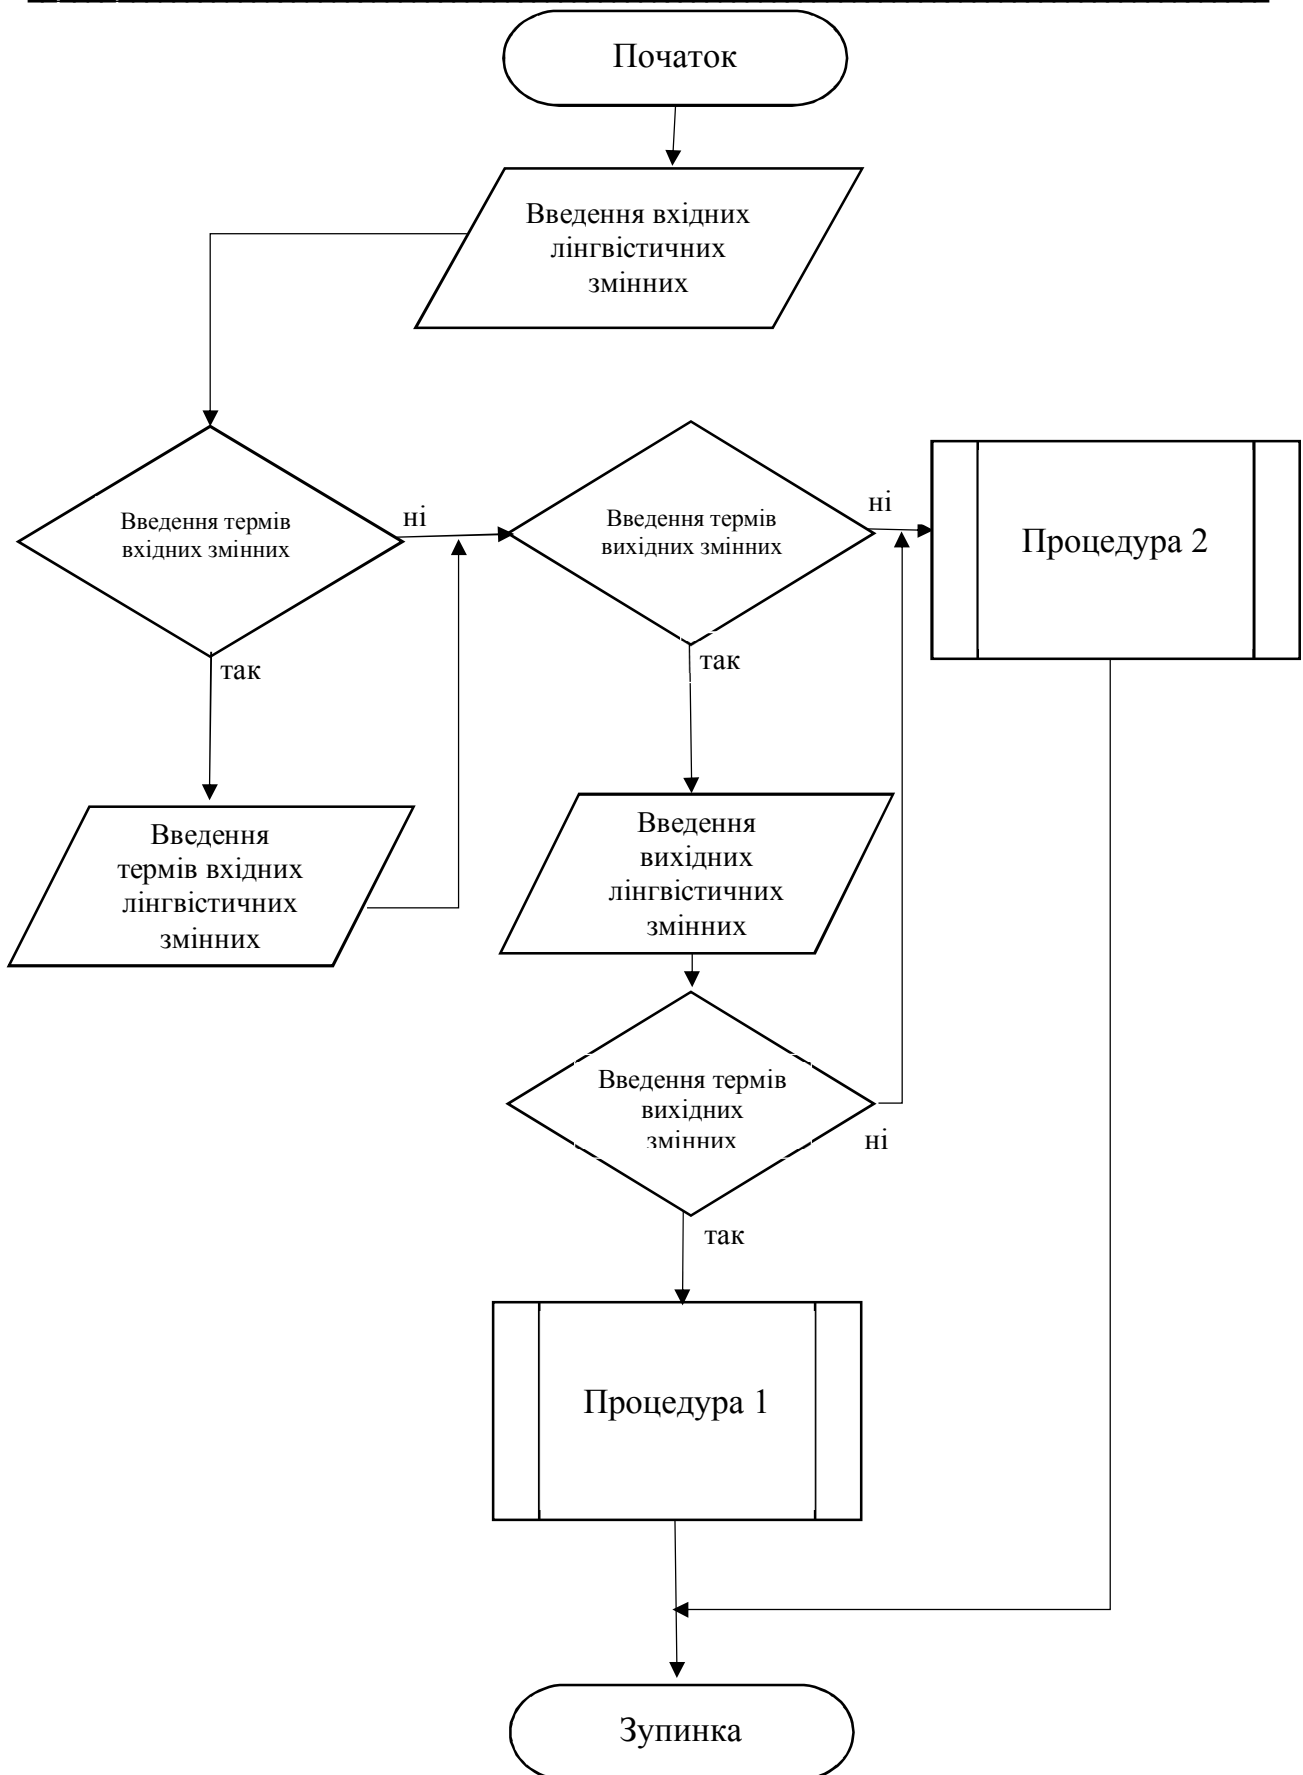 Початок
Введення вхідних
лінгвістичних
змінних
Введення термів
вхідних змінних
ні
Введення термів
вихідних змінних
ні
Процедура 2
так
так
Введення
термів вхідних
лінгвістичних
змінних
Введення
вихідних
лінгвістичних
змінних
Введення термів
вихідних
змінних
ні
так
Процедура 1
Зупинка